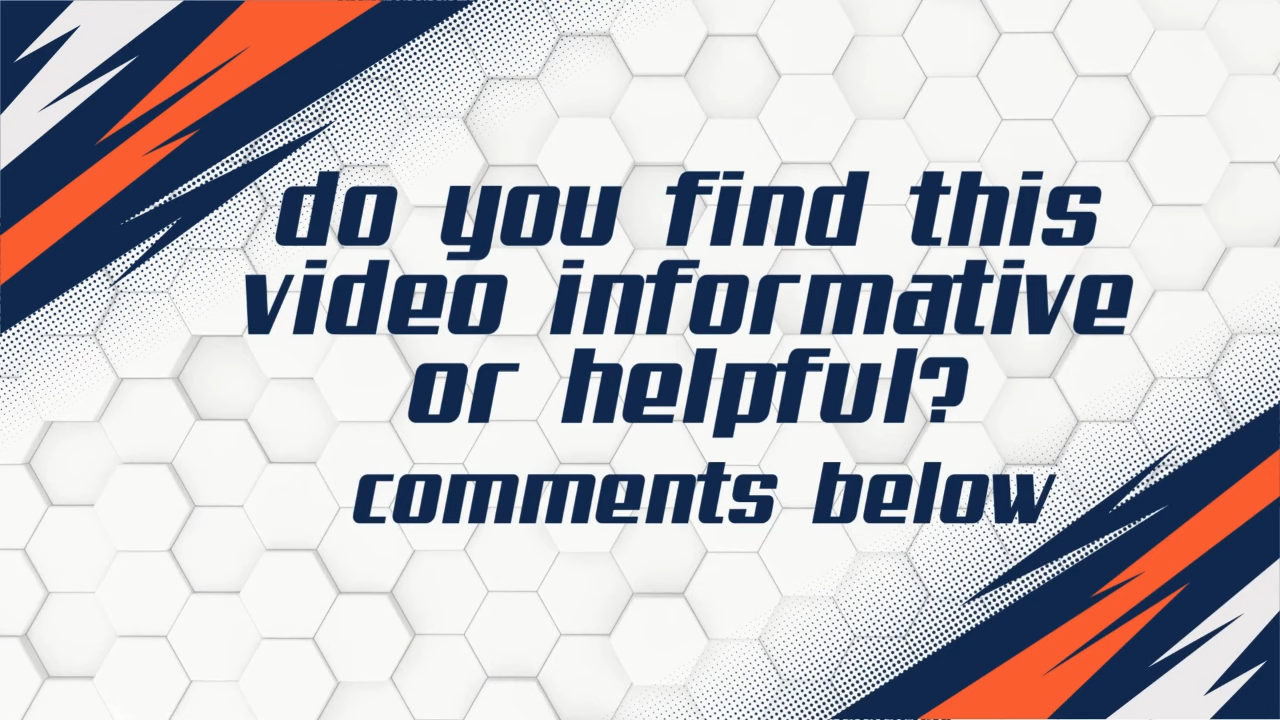 do you find this
video informative
or helpful?
comments below